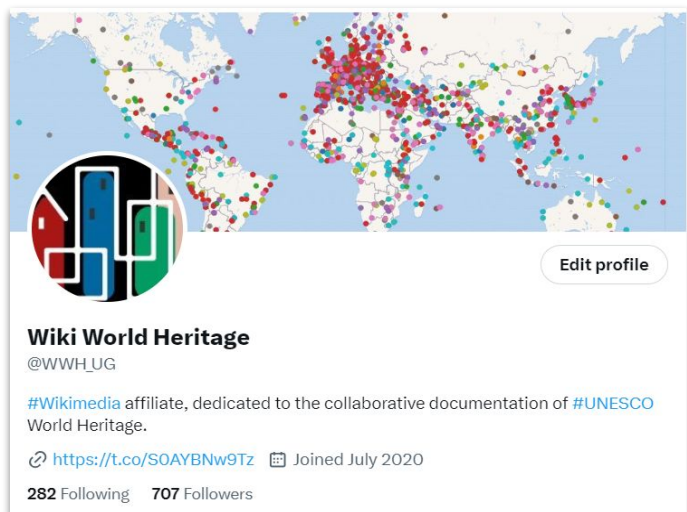 Edit profile
Wiki World Heritage
@WWH_UG
#Wikimedia affiliate, dedicated to the collaborative documentation of #UNESCO
World Heritage.
https://t.co/S0AYBNw9Tz Joined July 2020
282 Following 707 Followers